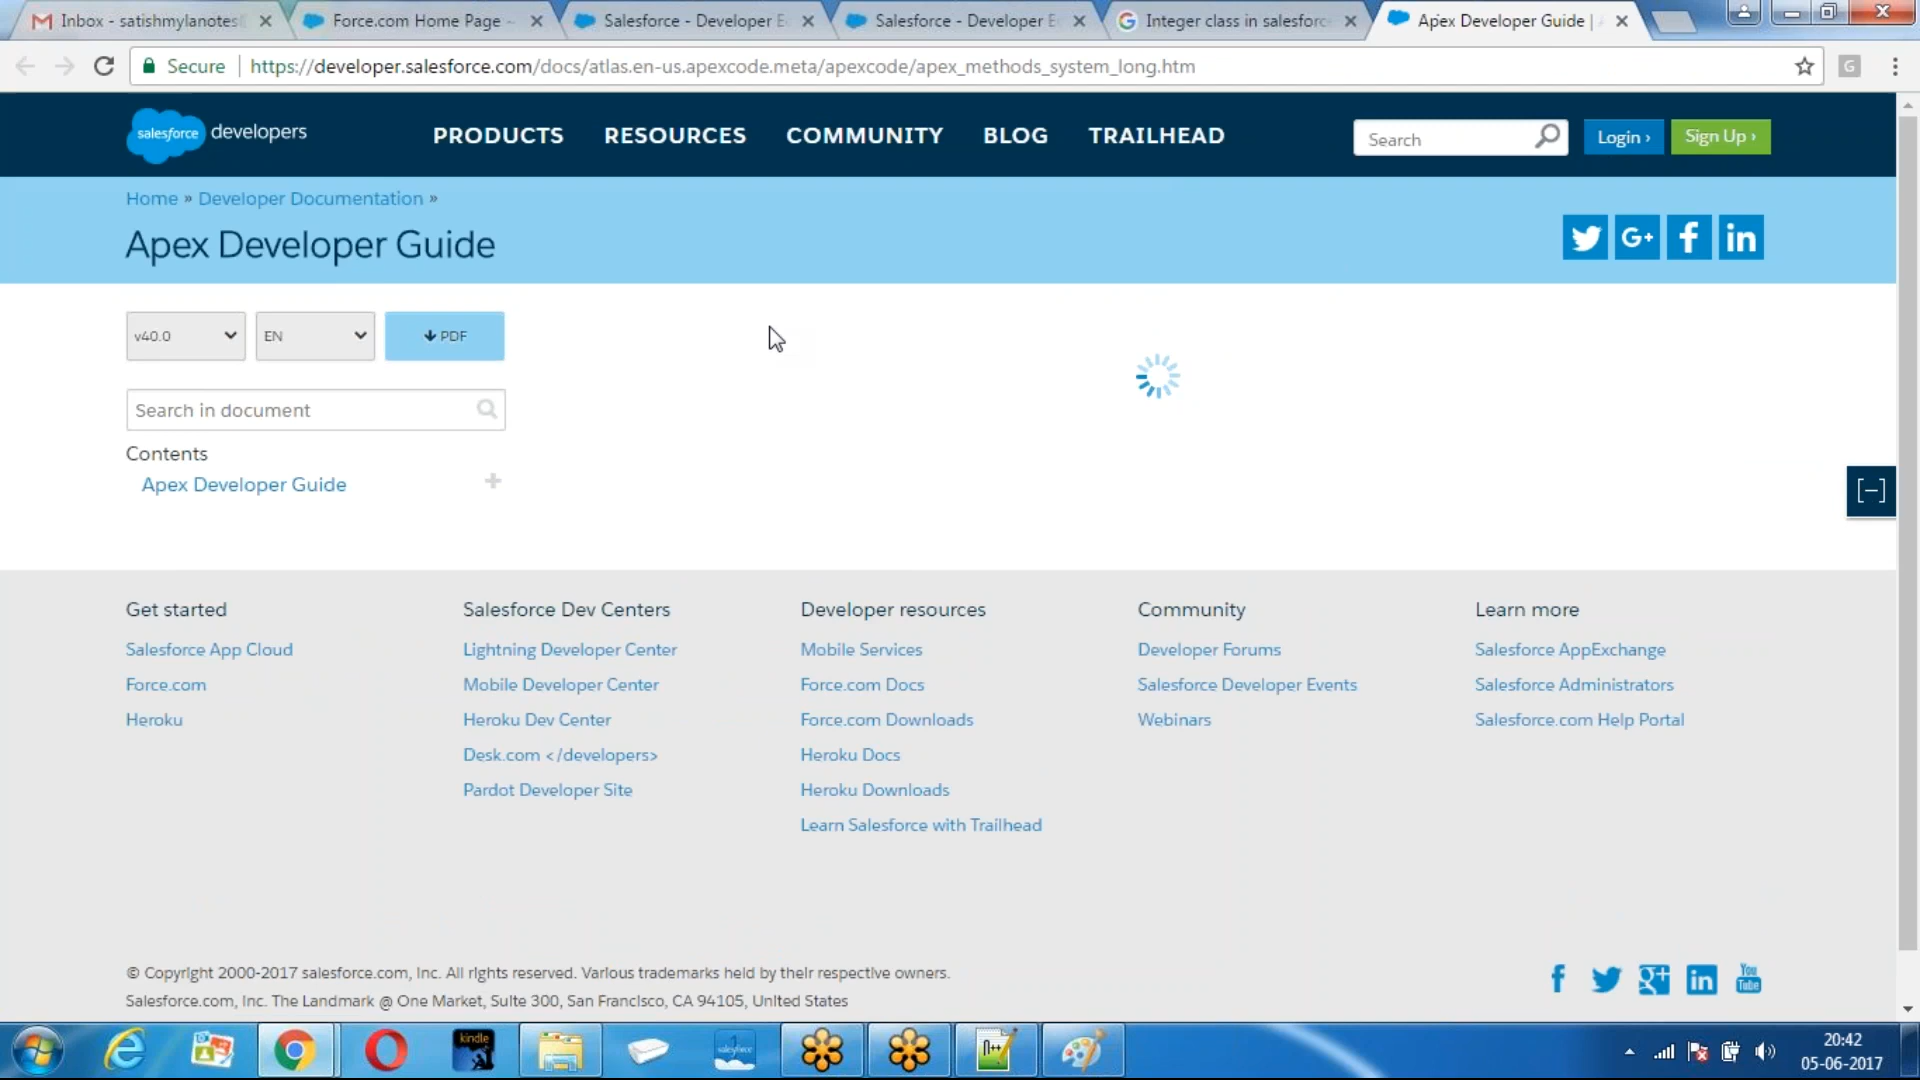 Inbox - satishmylanotes
Force.com Home Page -
Salesforce - Developer E
Salesforce - Developer E
Integer class in salesforc
Apex Developer Guide |
Secure
https://developer.salesforce.com/docs/atlas.en-us.apexcode.meta/apexcode/apex_methods_system_long.htm
G
salesforce developers
PRODUCTS
RESOURCES
COMMUNITY
BLOG
TRAILHEAD
Search
Login ›
Sign Up ›
Home » Developer Documentation »
Apex Developer Guide
G+
f
in
v40.0
EN
PDF
Search in document
Contents
Apex Developer Guide
[–]
Get started
Salesforce App Cloud
Force.com
Heroku
Salesforce Dev Centers
Lightning Developer Center
Mobile Developer Center
Heroku Dev Center
Desk.com </developers>
Pardot Developer Site
Developer resources
Mobile Services
Force.com Docs
Force.com Downloads
Heroku Docs
Heroku Downloads
Learn Salesforce with Trailhead
Community
Developer Forums
Salesforce Developer Events
Webinars
Learn more
Salesforce AppExchange
Salesforce Administrators
Salesforce.com Help Portal
© Copyright 2000-2017 salesforce.com, inc. All rights reserved. Various trademarks held by their respective owners.
Salesforce.com, Inc. The Landmark @ One Market, Suite 300, San Francisco, CA 94105, United States
f
in
You
Tube
kindle
salesforce
20:42
05-06-2017